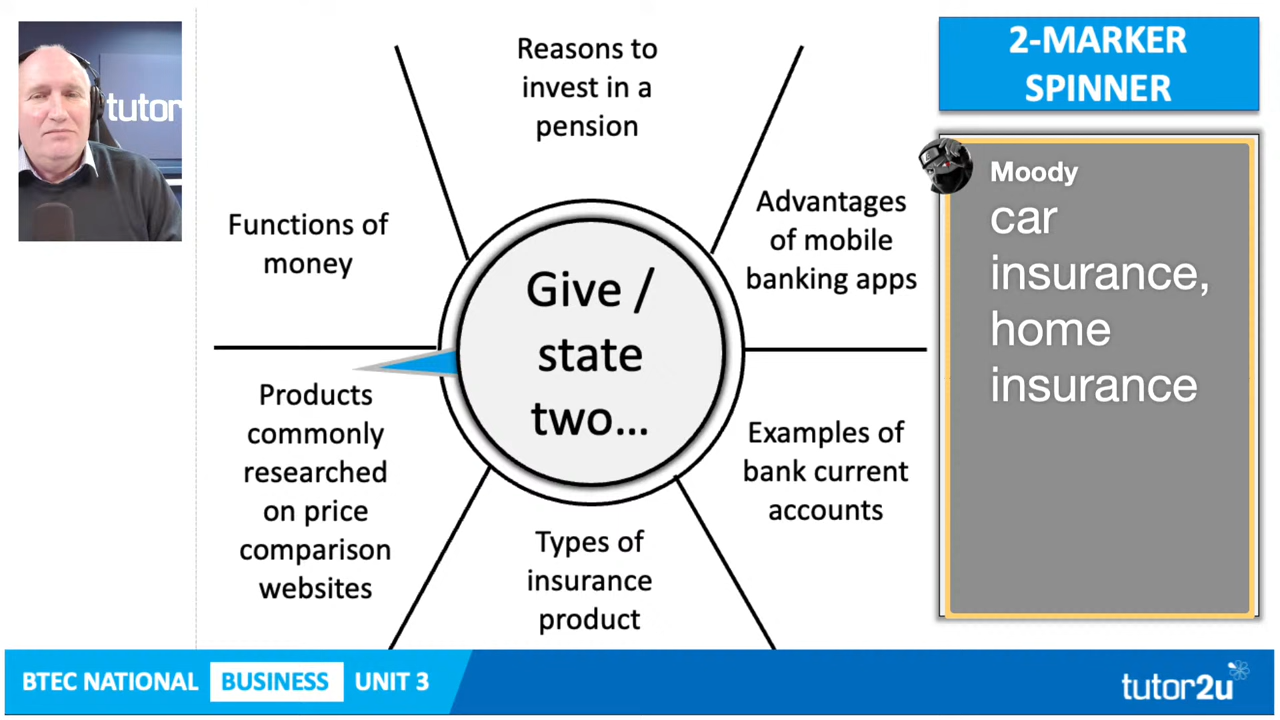 tutor
Reasons to
invest in a
pension
2-MARKER
SPINNER
Functions of
money
Advantages
of mobile
banking apps
Give /
state
two...
Moody
car
insurance,
home
insurance
Products
commonly
researched
on price
comparison
websites
Types of
insurance
product
Examples of
bank current
accounts
BTEC NATIONAL BUSINESS UNIT 3
tutor2u